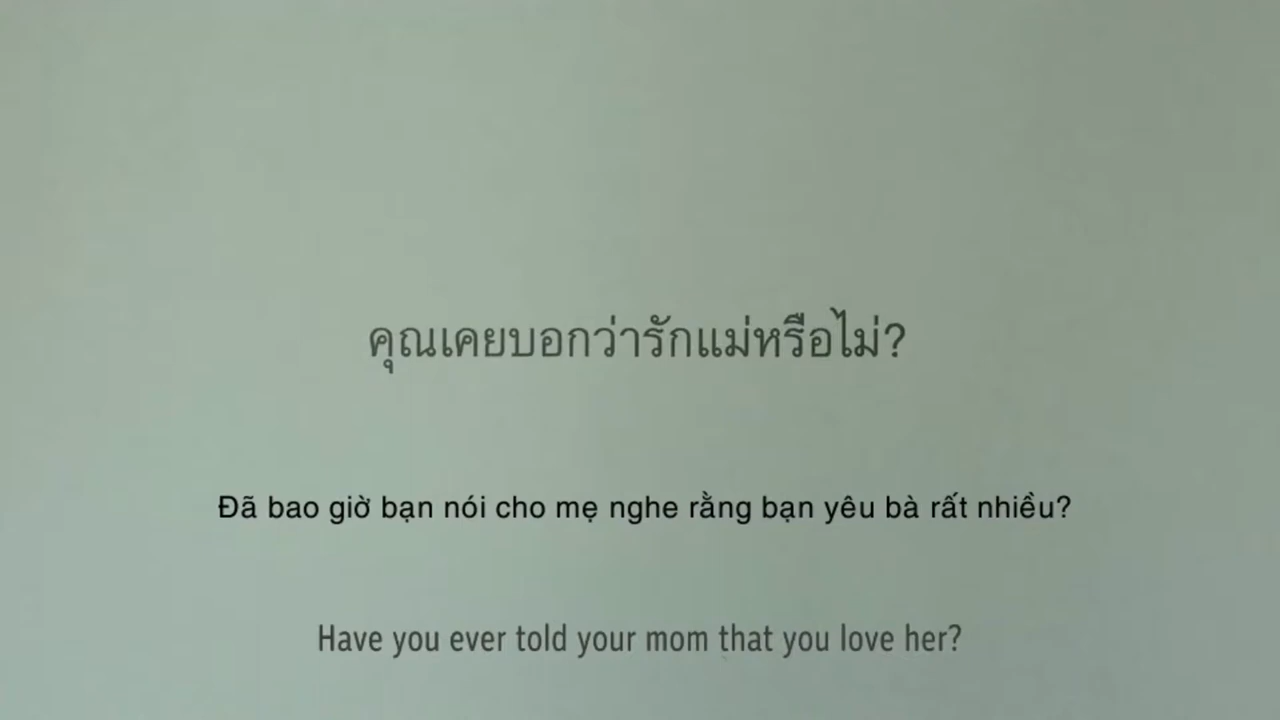 คุณเคยบอกว่ารักแม่หรือไม่?
Đã bao giờ bạn nói cho mẹ nghe rằng bạn yêu bà rất nhiều?
Have you ever told your mom that you love her?